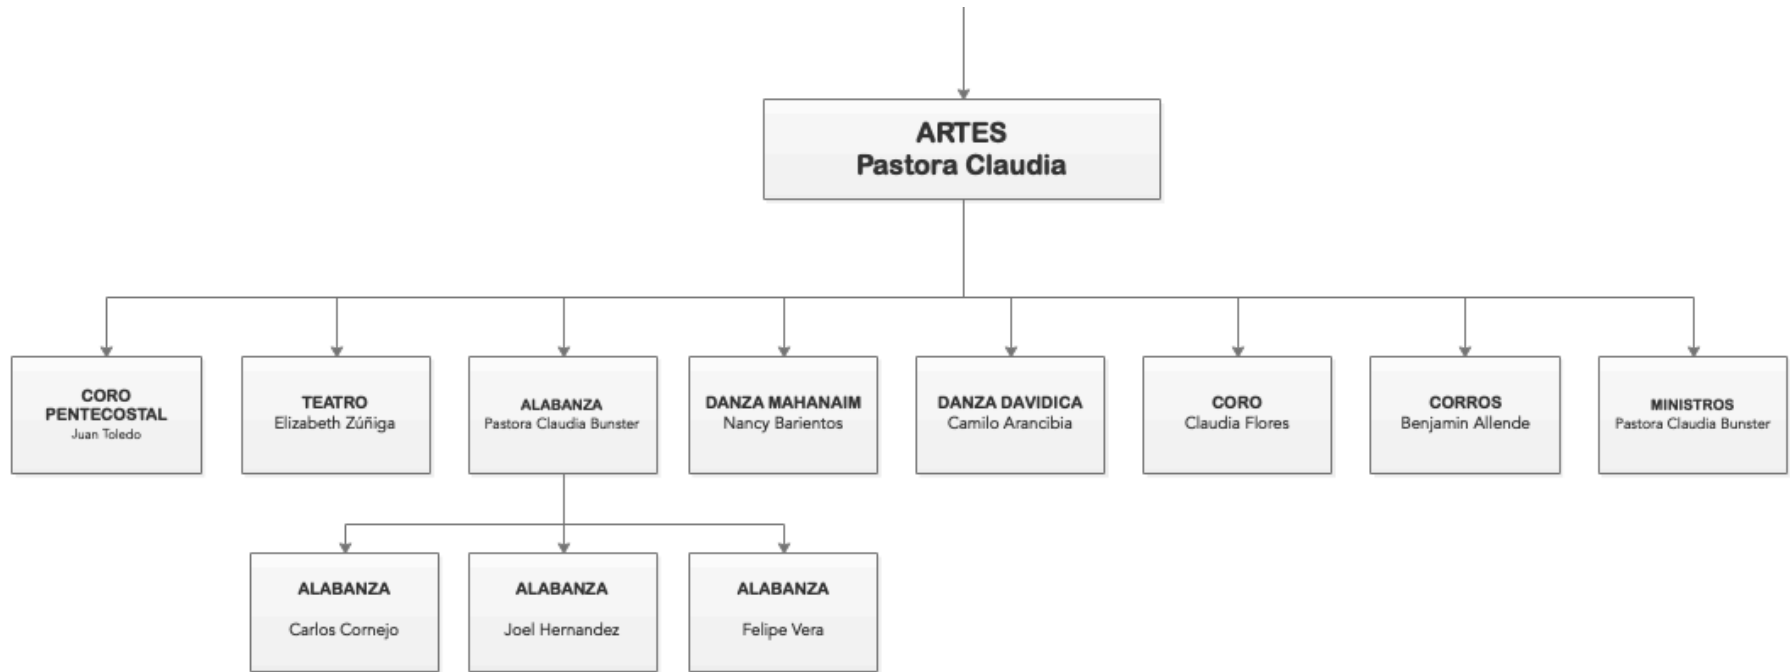 ARTES
Pastora Claudia
CORO
PENTECOSTAL
Juan Toledo
TEATRO
Elizabeth Zúñiga
ALABANZA
Pastora Claudia Bunster
DANZA MAHANAIM
Nancy Barientos
DANZA DAVIDICA
Camilo Arancibia
CORO
Claudia Flores
CORROS
Benjamin Allende
MINISTROS
Pastora Claudia Bunster
ALABANZA
Carlos Cornejo
ALABANZA
Joel Hernandez
ALABANZA
Felipe Vera